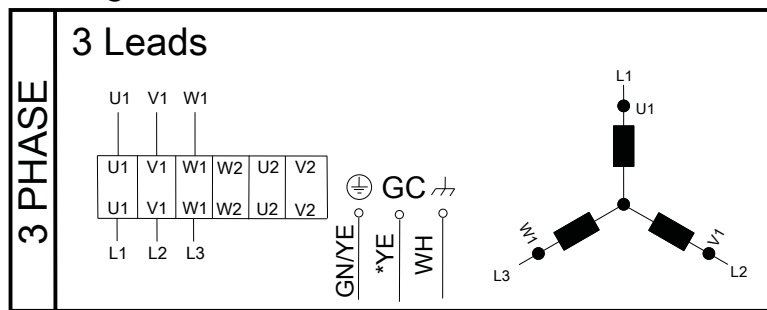 3 PHASE
3 Leads
U1 V1 W1
U1 V1 W1 W2 U2 V2
U1 V1 W1 W2 U2 V2
L1 L2 L3
GC
GN/YE
*YE
WH
L1
U1
W1
V1
L3
L2